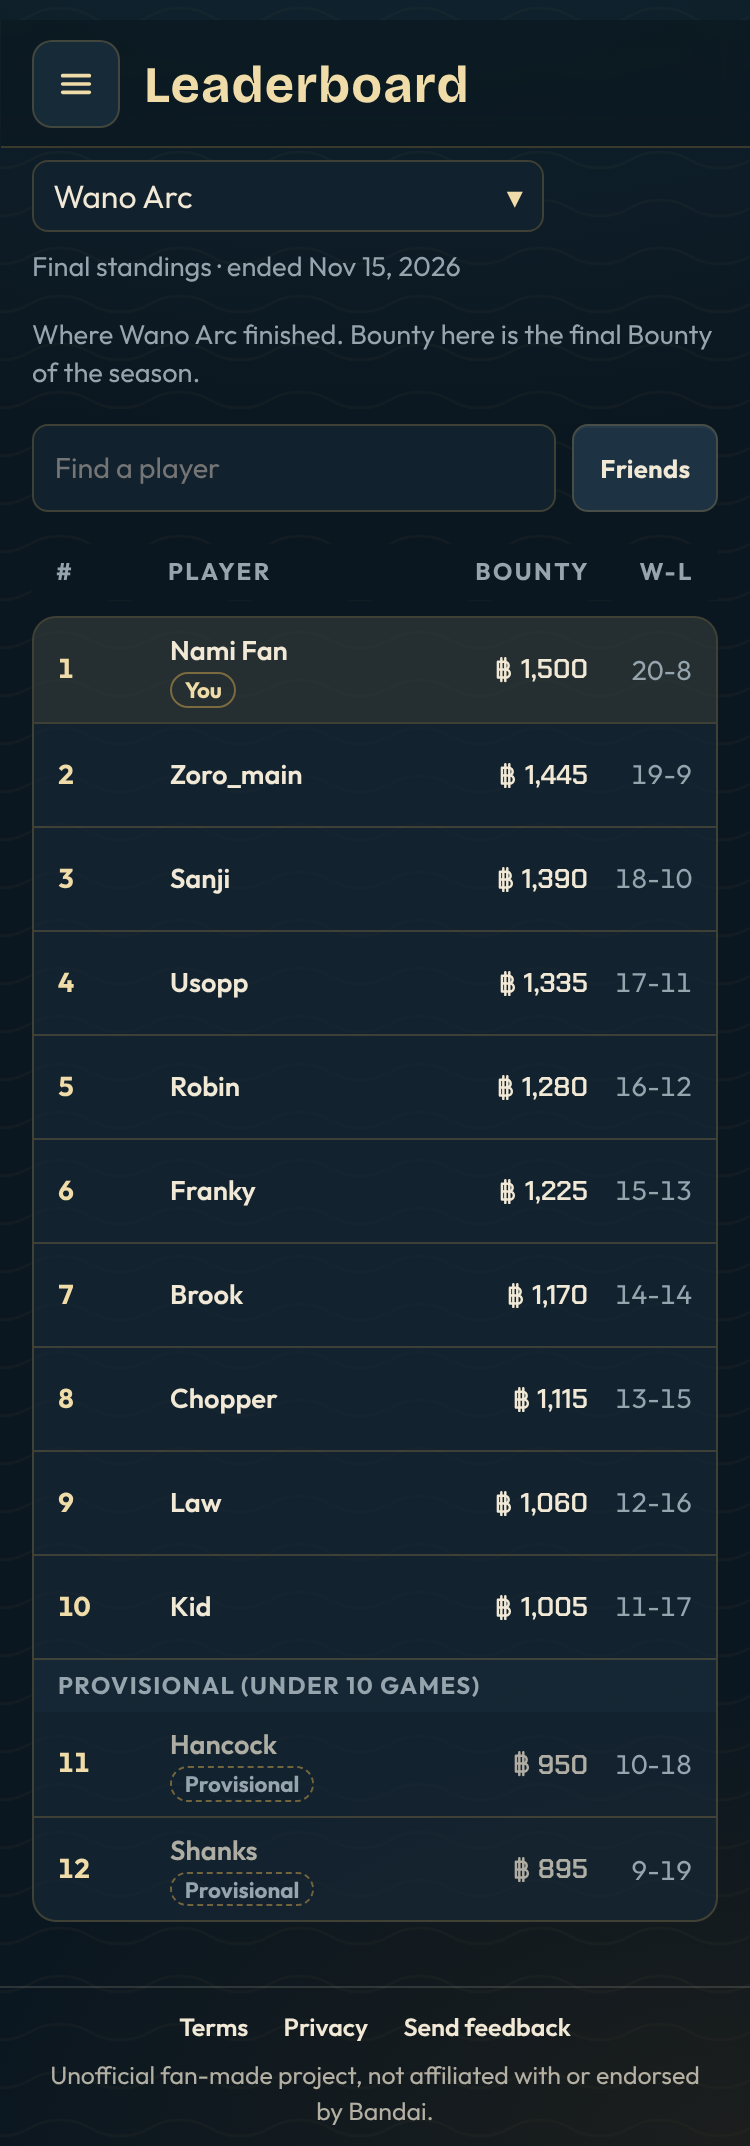 Leaderboard
Wano Arc ▼
Final standings · ended Nov 15, 2026
Where Wano Arc finished. Bounty here is the final Bounty
of the season.
Find a player Friends
# PLAYER BOUNTY W-L
1 Nami Fan ฿ 1,500 20-8
You
2 Zoro_main ฿ 1,445 19-9
3 Sanji ฿ 1,390 18-10
4 Usopp ฿ 1,335 17-11
5 Robin ฿ 1,280 16-12
6 Franky ฿ 1,225 15-13
7 Brook ฿ 1,170 14-14
8 Chopper ฿ 1,115 13-15
9 Law ฿ 1,060 12-16
10 Kid ฿ 1,005 11-17
PROVISIONAL (UNDER 10 GAMES)
11 Hancock ฿ 950 10-18
Provisional
12 Shanks ฿ 895 9-19
Provisional
Terms Privacy Send feedback
Unofficial fan-made project, not affiliated with or endorsed
by Bandai.